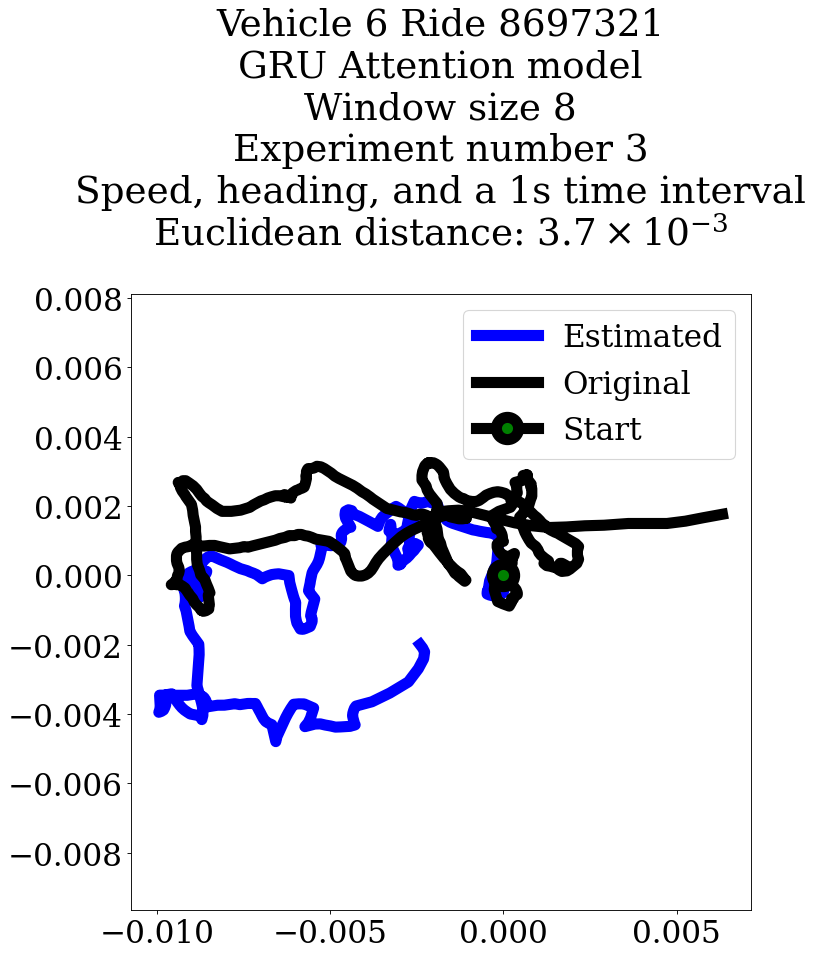 Vehicle 6 Ride 8697321
GRU Attention model
Window size 8
Experiment number 3
Speed, heading, and a 1s time interval
Euclidean distance: 3.7 × 10⁻³
Estimated
Original
Start
0.008
0.006
0.004
0.002
0.000
−0.002
−0.004
−0.006
−0.008
−0.010 −0.005 0.000 0.005